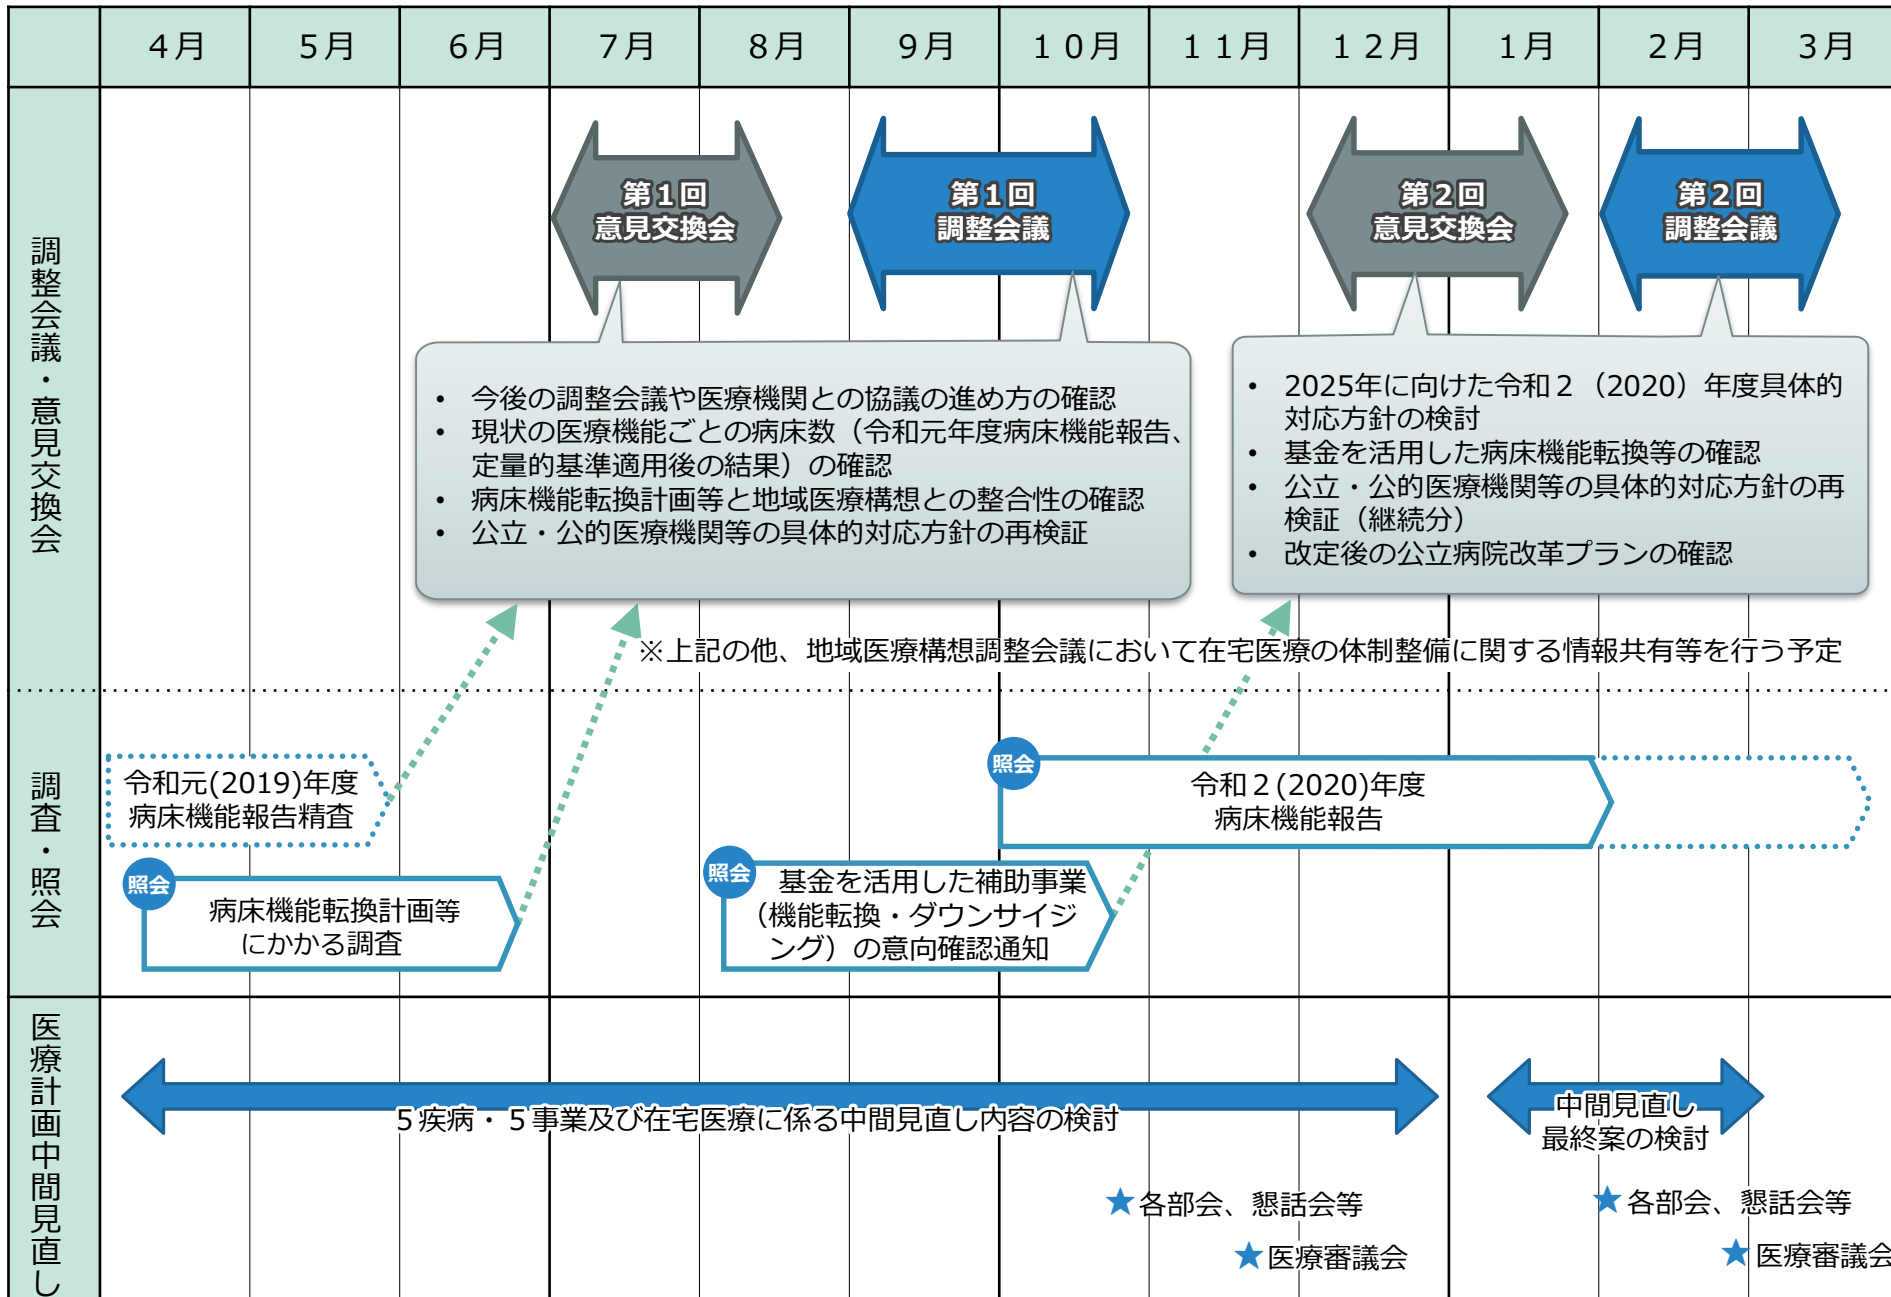 4月 5月 6月 7月 8月 9月 10月 11月 12月 1月 2月 3月
調整会議・意見交換会
第1回
意見交換会
第1回
調整会議
第2回
意見交換会
第2回
調整会議
• 今後の調整会議や医療機関との協議の進め方の確認
• 現状の医療機能ごとの病床数（令和元年度病床機能報告、
定量的基準適用後の結果）の確認
• 病床機能転換計画等と地域医療構想との整合性の確認
• 公立・公的医療機関等の具体的対応方針の再検証
• 2025年に向けた令和２（2020）年度具体的
対応方針の検討
• 基金を活用した病床機能転換等の確認
• 公立・公的医療機関等の具体的対応方針の再
検証（継続分）
• 改定後の公立病院改革プランの確認
※上記の他、地域医療構想調整会議において在宅医療の体制整備に関する情報共有等を行う予定
調査・照会
令和元(2019)年度
病床機能報告精査
照会
病床機能転換計画等
にかかる調査
照会
基金を活用した補助事業
（機能転換・ダウンサイジ
ング）の意向確認通知
照会
令和２(2020)年度
病床機能報告
医療計画中間見直し
５疾病・５事業及び在宅医療に係る中間見直し内容の検討
中間見直し
最終案の検討
★各部会、懇話会等
★医療審議会
★各部会、懇話会等
★医療審議会